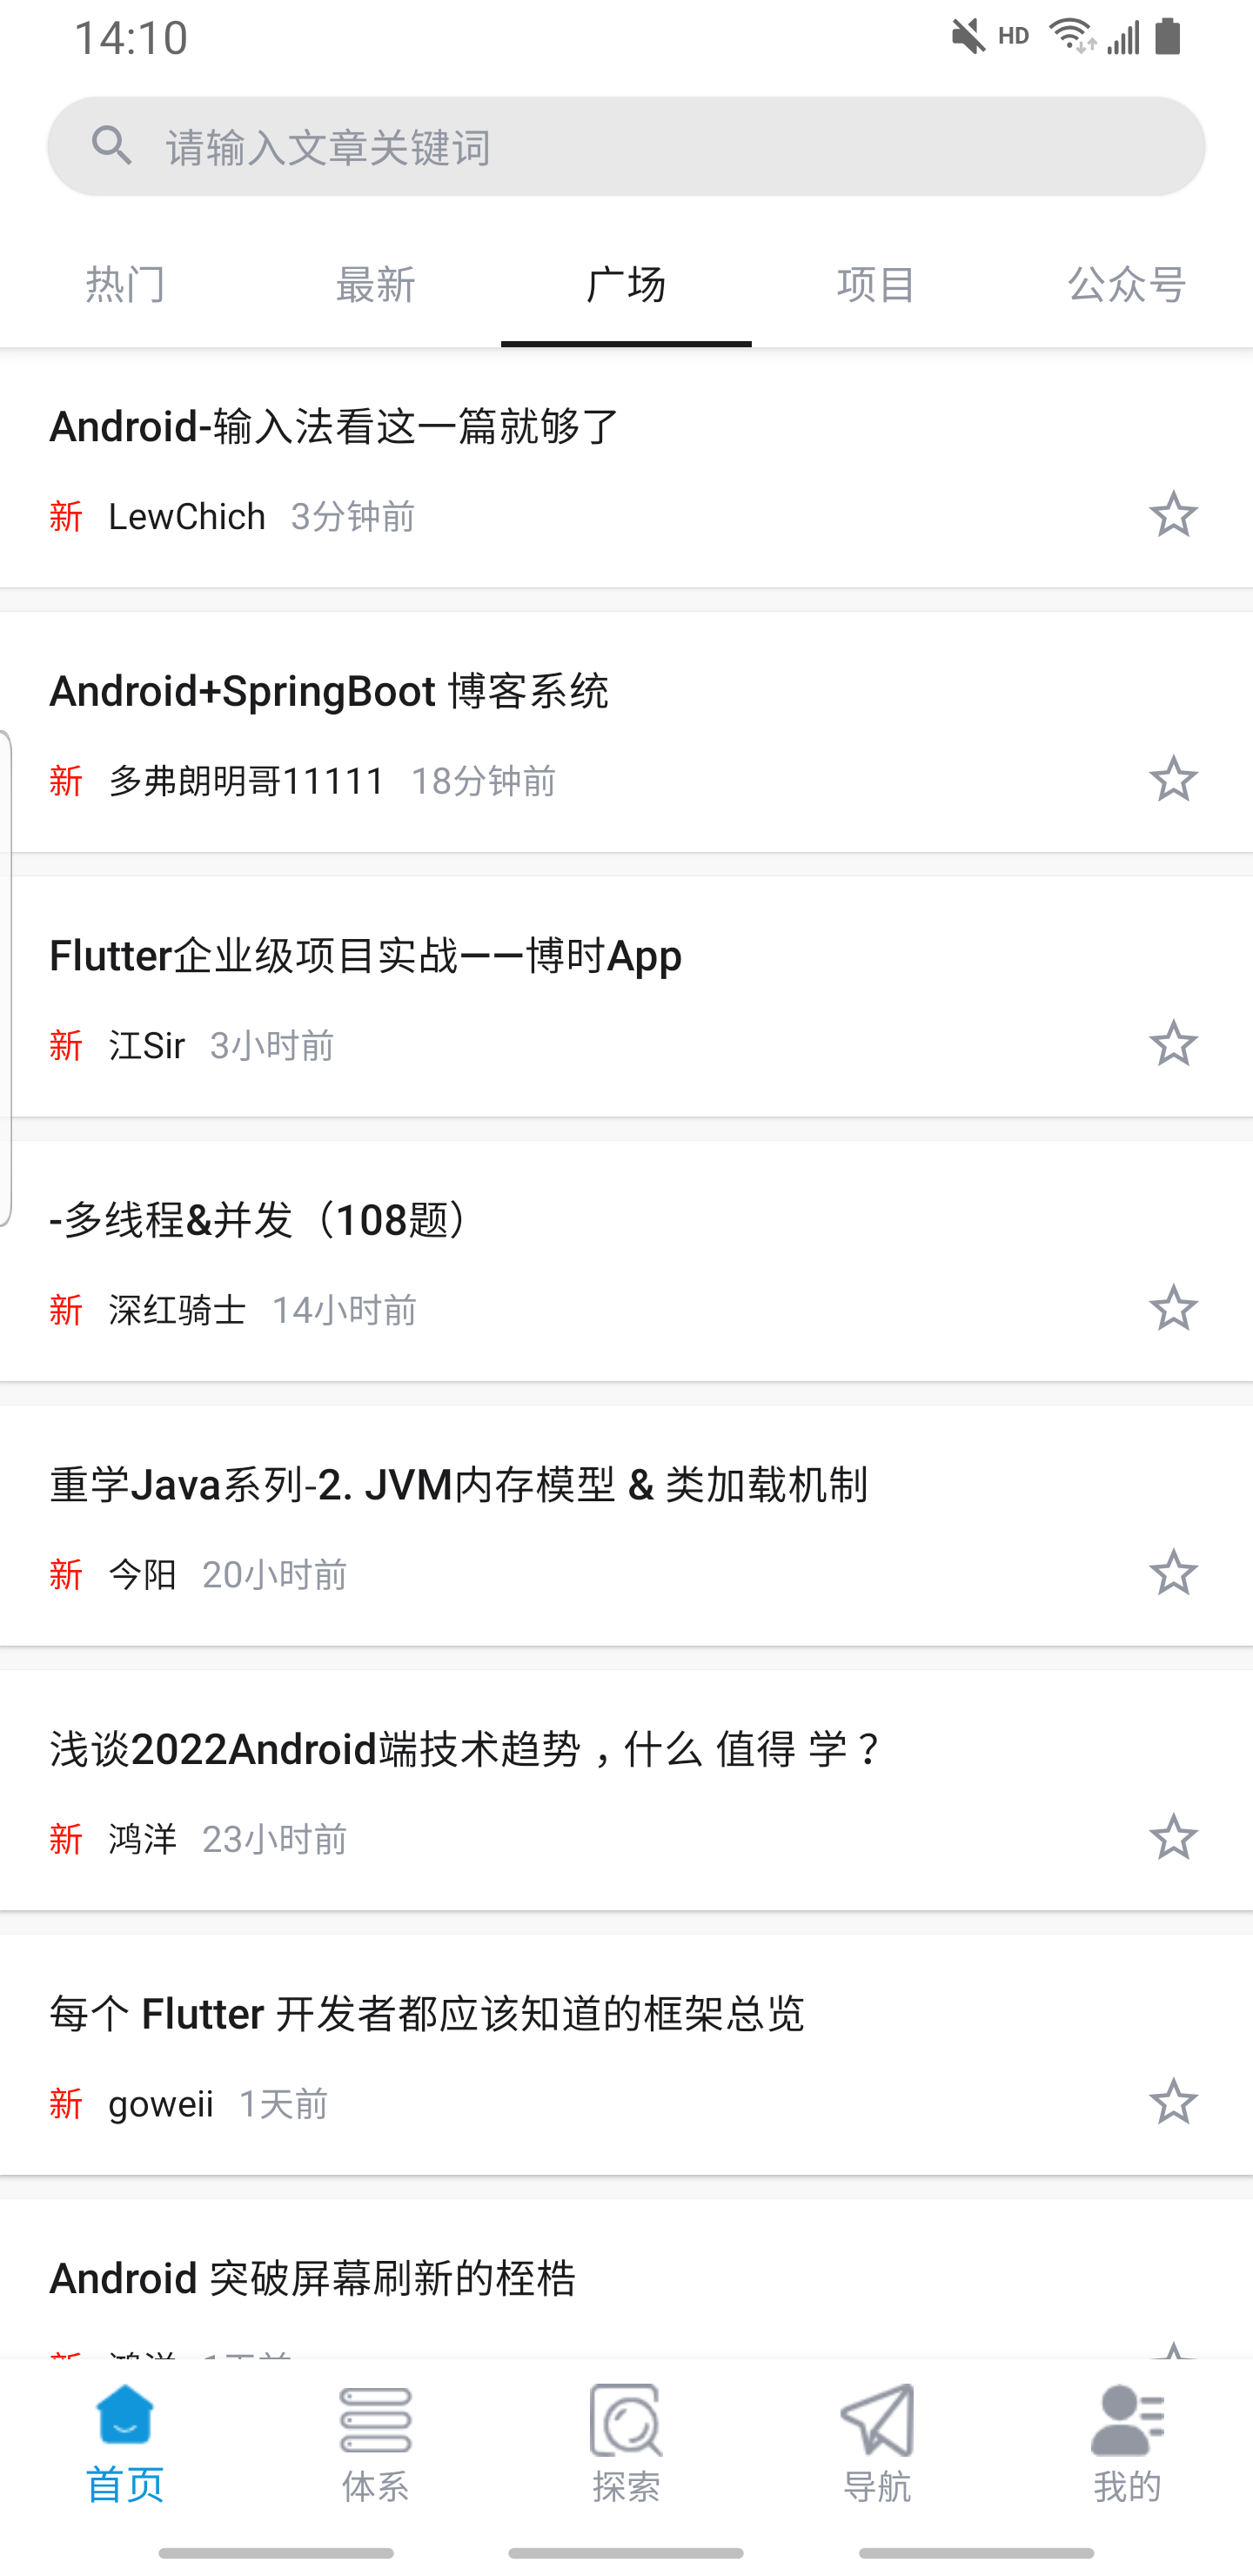 14:10 HD
请输入文章关键词
热门 最新 广场 项目 公众号
Android-输入法看这一篇就够了
新 LewChich 3分钟前
Android+SpringBoot 博客系统
新 多弗朗明哥11111 18分钟前
Flutter企业级项目实战——博时App
新 江Sir 3小时前
-多线程&并发（108题）
新 深红骑士 14小时前
重学Java系列-2. JVM内存模型 & 类加载机制
新 今阳 20小时前
浅谈2022Android端技术趋势，什么 值得 学？
新 鸿洋 23小时前
每个 Flutter 开发者都应该知道的框架总览
新 goweii 1天前
Android 突破屏幕刷新的桎梏
首页 体系 探索 导航 我的